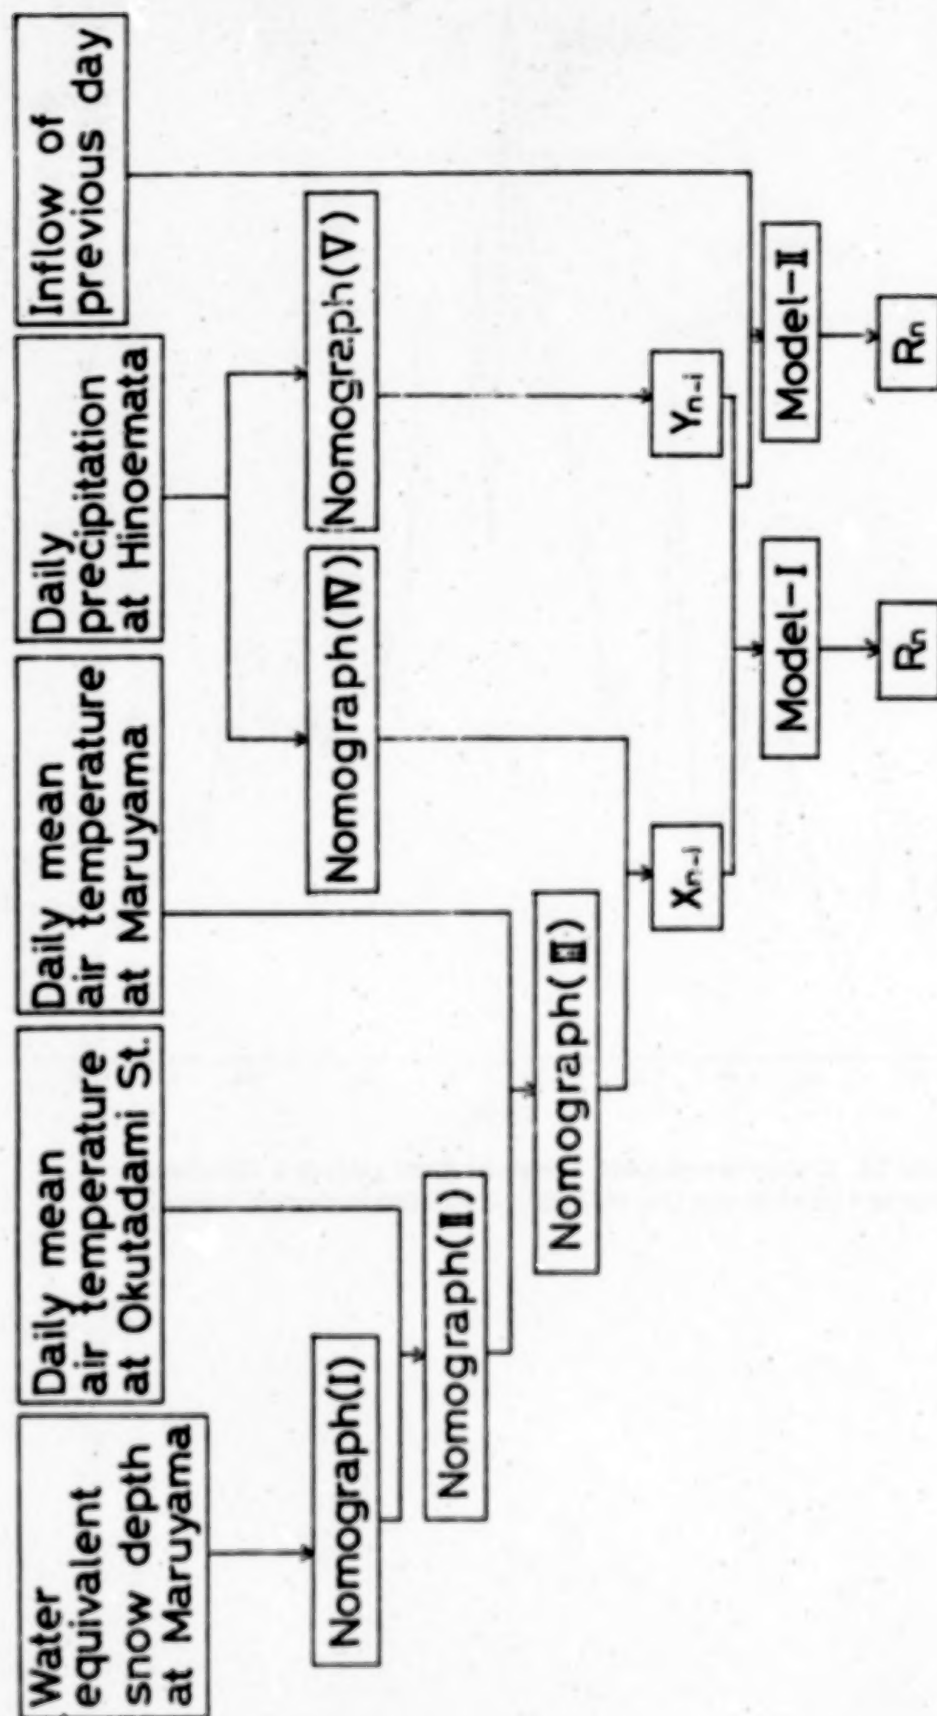 Water
equivalent
snow depth
at Maruyama
Daily mean
air temperature
at Okutadami St.
Daily mean
air temperature
at Maruyama
Daily
precipitation
at Hinoemata
Inflow of
previous day
Nomograph(I)
Nomograph(II)
Nomograph(III)
Nomograph(IV)
Nomograph(V)
Xn-i
Yn-i
Model-I
Model-II
Rn
Rn